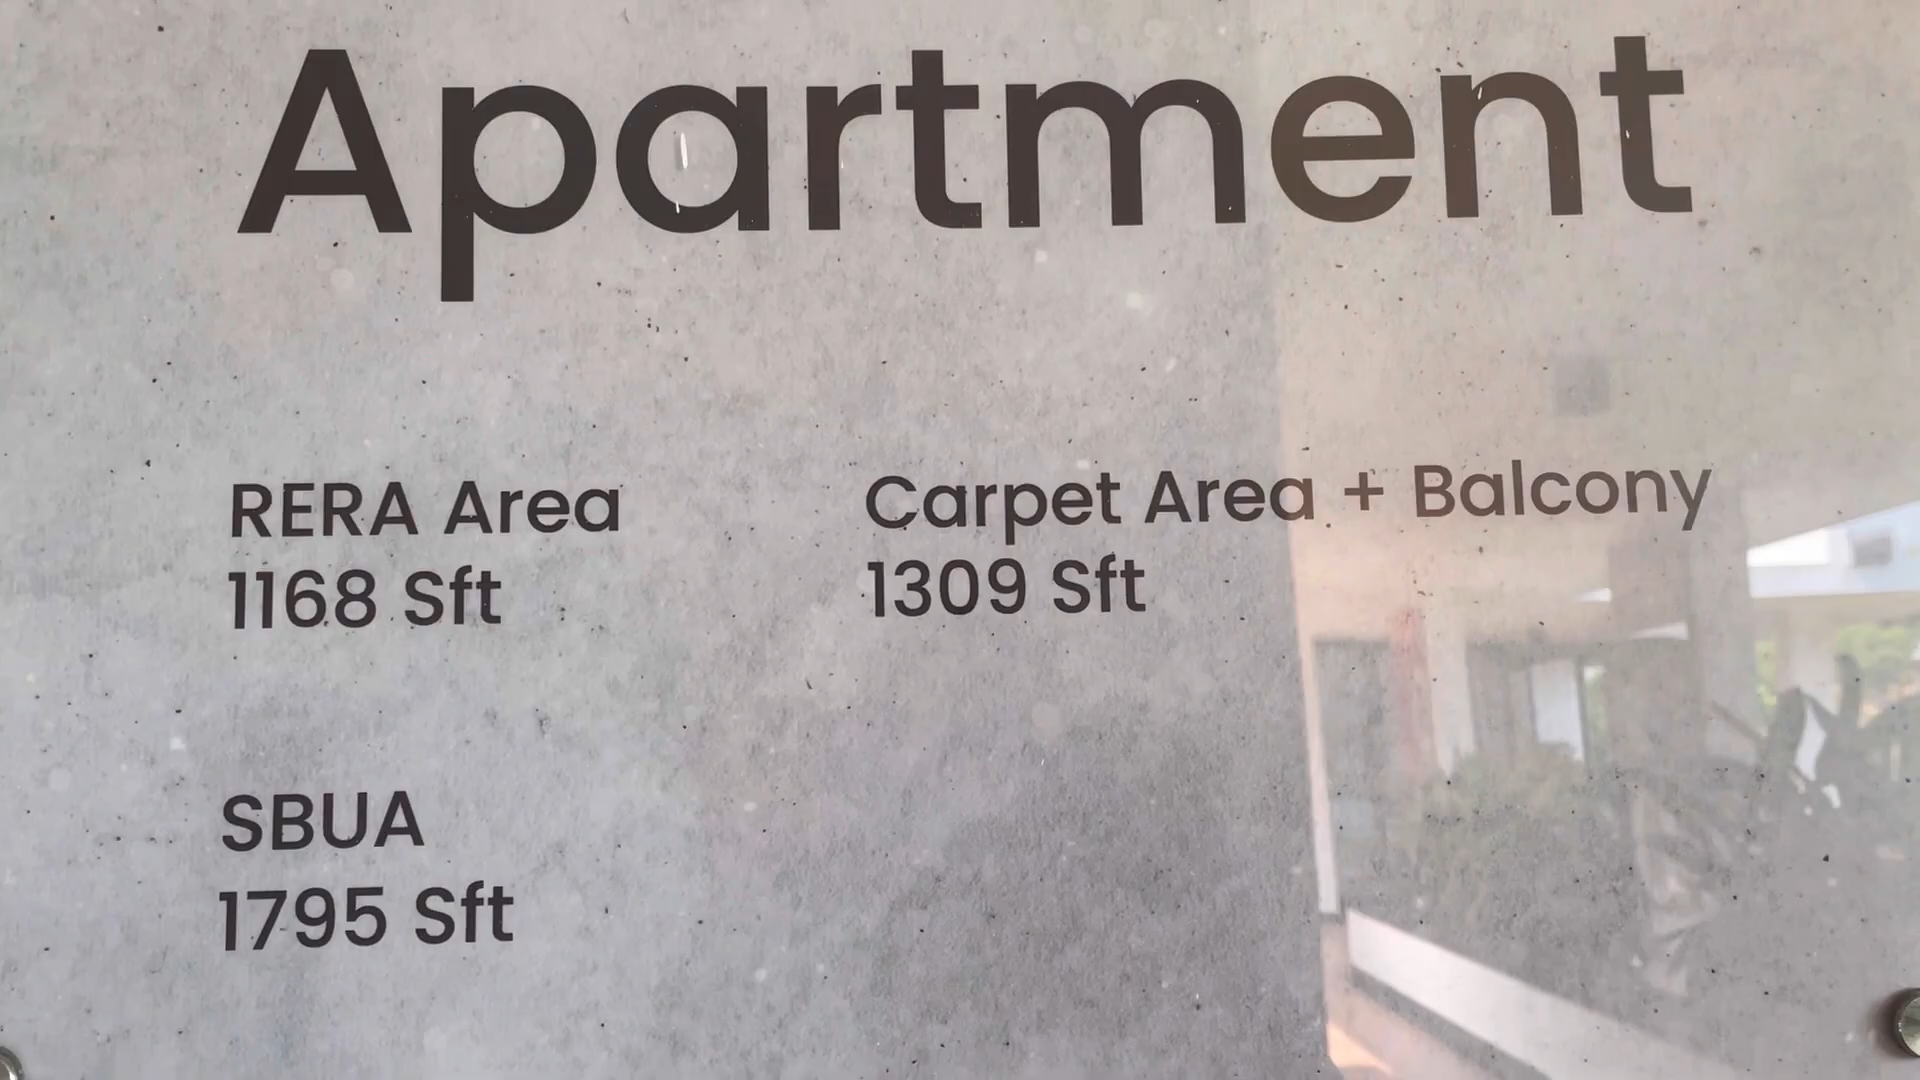 Apartment
RERA Area
1168 Sft
Carpet Area + Balcony
1309 Sft
SBUA
1795 Sft